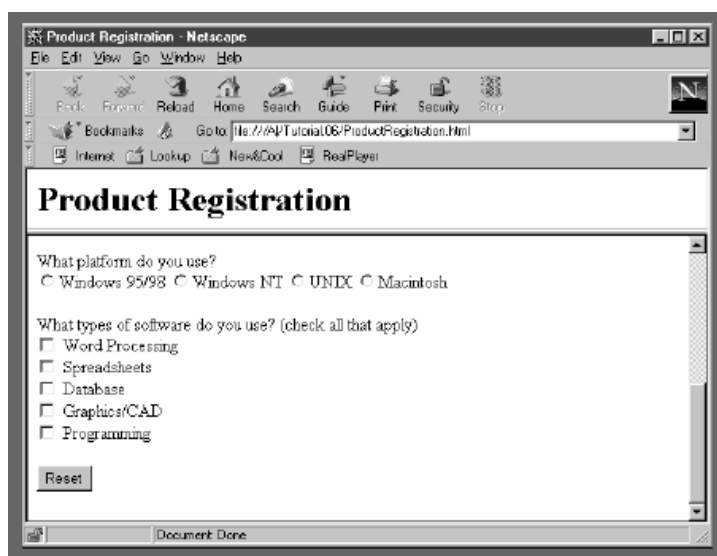 Product Registration - Netscape
File Edit View Go Window Help
Back Forward Reload Home Search Guide Print Security Stop
N
Bookmarks Go to: file:///A|/Tutorial.06/ProductRegistration.html
Internet Lookup New&Cool RealPlayer
Product Registration
What platform do you use?
Windows 95/98 Windows NT UNIX Macintosh
What types of software do you use? (check all that apply)
Word Processing
Spreadsheets
Database
Graphics/CAD
Programming
Reset
Document: Done